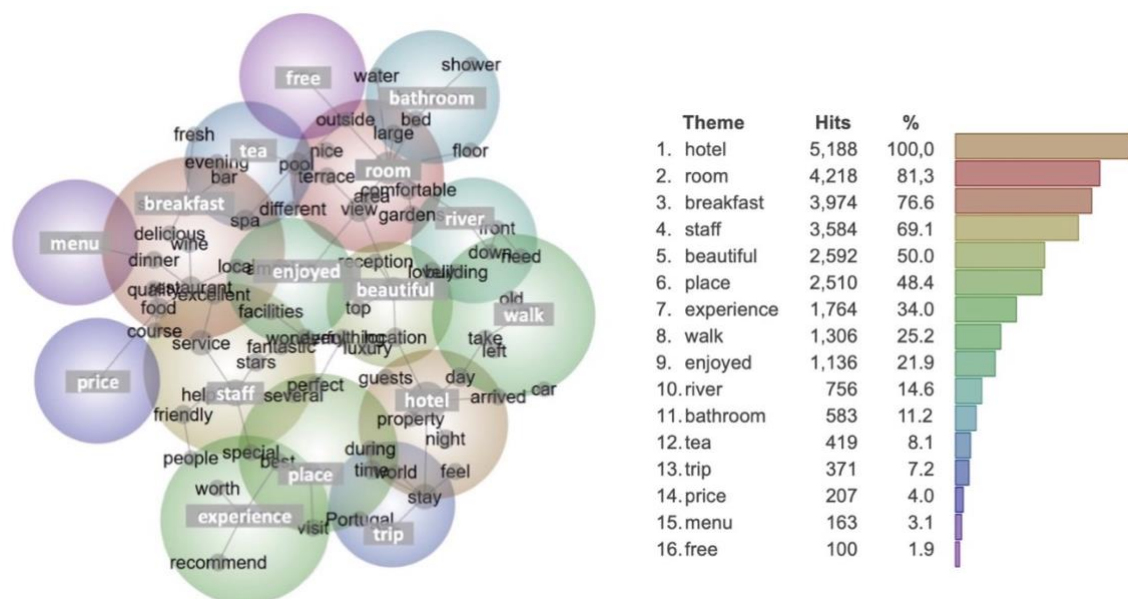 free
water
shower
bathroom
outside
bed
large
fresh
tea
nice
floor
evening
pool
room
bar
terrace
breakfast
area
comfortable
different
view
gardens
river
spa
front
menu
delicious
wine
down
need
dinner
local
enjoyed
reception
lovely
building
quality
restaurant
excellent
beautiful
old
food
facilities
top
walk
course
service
location
take
fantastic
luxury
left
stars
price
guests
day
staff
perfect
several
hotel
arrived
car
friendly
property
night
people
special
during
best
place
time
world
feel
worth
stay
experience
Portugal
visit
trip
recommend
Theme Hits %
1. hotel 5,188 100,0
2. room 4,218 81,3
3. breakfast 3,974 76.6
4. staff 3,584 69.1
5. beautiful 2,592 50.0
6. place 2,510 48.4
7. experience 1,764 34.0
8. walk 1,306 25.2
9. enjoyed 1,136 21.9
10. river 756 14.6
11. bathroom 583 11.2
12. tea 419 8.1
13. trip 371 7.2
14. price 207 4.0
15. menu 163 3.1
16. free 100 1.9